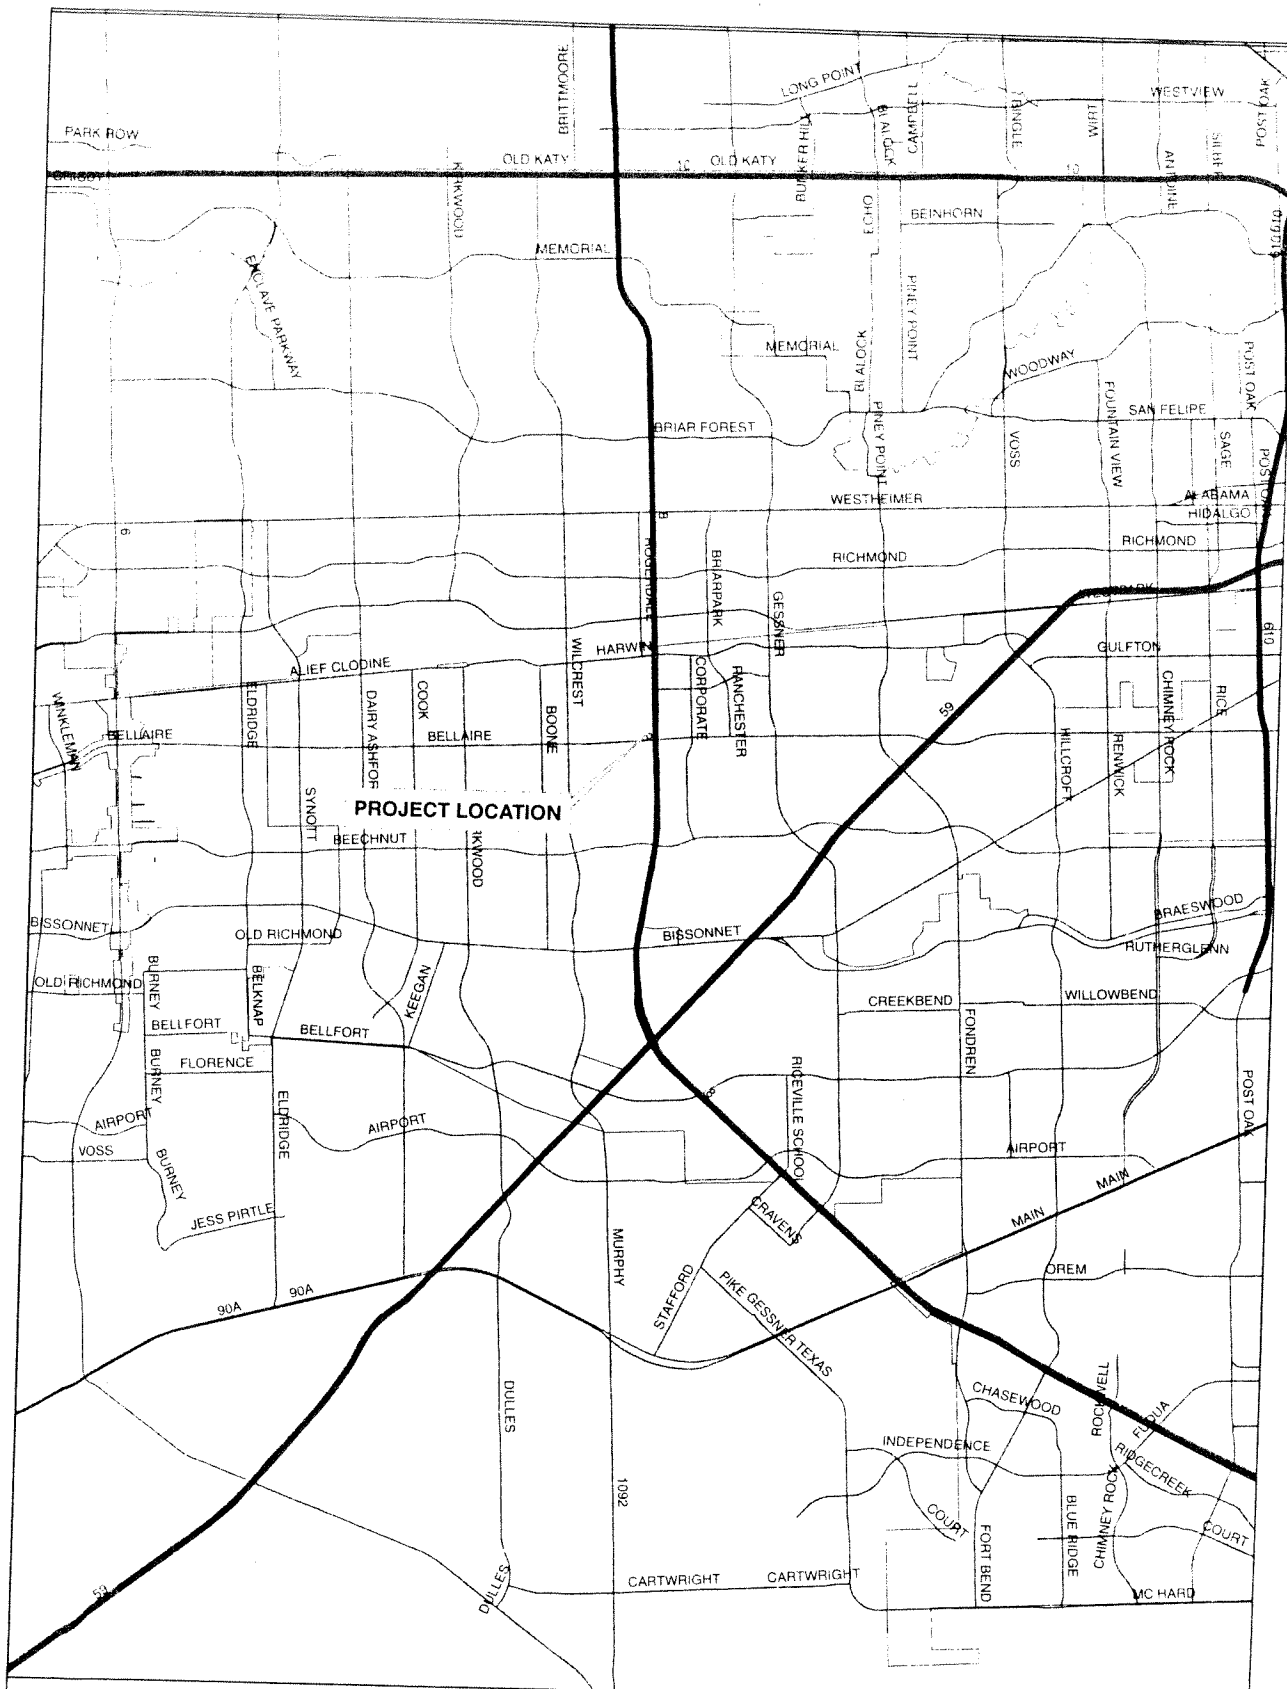 BRITTMOORE
LONG POINT
WESTVIEW
POST OAK
PARK ROW
OLD KATY
10
OLD KATY
BUNKER HILL
BLALOCK
CAMPBELL
BINGLE
WIRT
ANTOINE
KIRKWOOD
ECHO
BEINHORN
MEMORIAL
ENCLAVE PARKWAY
MEMORIAL
BLALOCK
PINEY POINT
WOODWAY
POST OAK
BRIAR FOREST
PINEY POINT
VOSS
FOUNTAIN VIEW
SAN FELIPE
SAGE
WESTHEIMER
ALABAMA
HIDALGO
6
8
ROGERDALE
BRIARPARK
RICHMOND
RICHMOND
GESSNER
WESTPARK
610
ALIEF CLODINE
HARWIN
WILCREST
GULFTON
WINKLEMAN
ELDRIDGE
DAIRY ASHFOR
COOK
BOONE
CORPORATE
RANCHESTER
59
CHIMNEY ROCK
RICE
BELLAIRE
BELLAIRE
HILLCROFT
RENWICK
SYNOTT
PROJECT LOCATION
BEECHNUT
KWOOD
BISSONNET
OLD RICHMOND
BISSONNET
BRAESWOOD
RUTHERGLENN
OLD RICHMOND
BURNEY
BELKNAP
KEEGAN
CREEKBEND
WILLOWBEND
BELLFORT
BELLFORT
FONDREN
FLORENCE
BURNEY
RICEVILLE SCHOOL
POST OAK
8
AIRPORT
ELDRIDGE
AIRPORT
AIRPORT
VOSS
BURNEY
MAIN
JESS PIRTLE
CRAVENS
MAIN
MURPHY
STAFFORD
OREM
90A
90A
PIKE GESSNER TEXAS
DULLES
CHASEWOOD
ROCKWELL
FUQUA
INDEPENDENCE
RIDGECREEK
1092
COURT
CHIMNEY ROCK
COURT
FORT BEND
BLUE RIDGE
59
DULLES
CARTWRIGHT
CARTWRIGHT
MC HARD